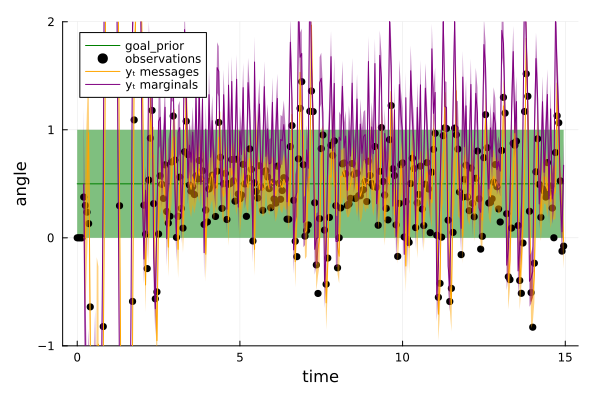 2
goal_prior
observations
yₜ messages
yₜ marginals
1
angle
0
−1
0
5
10
15
time